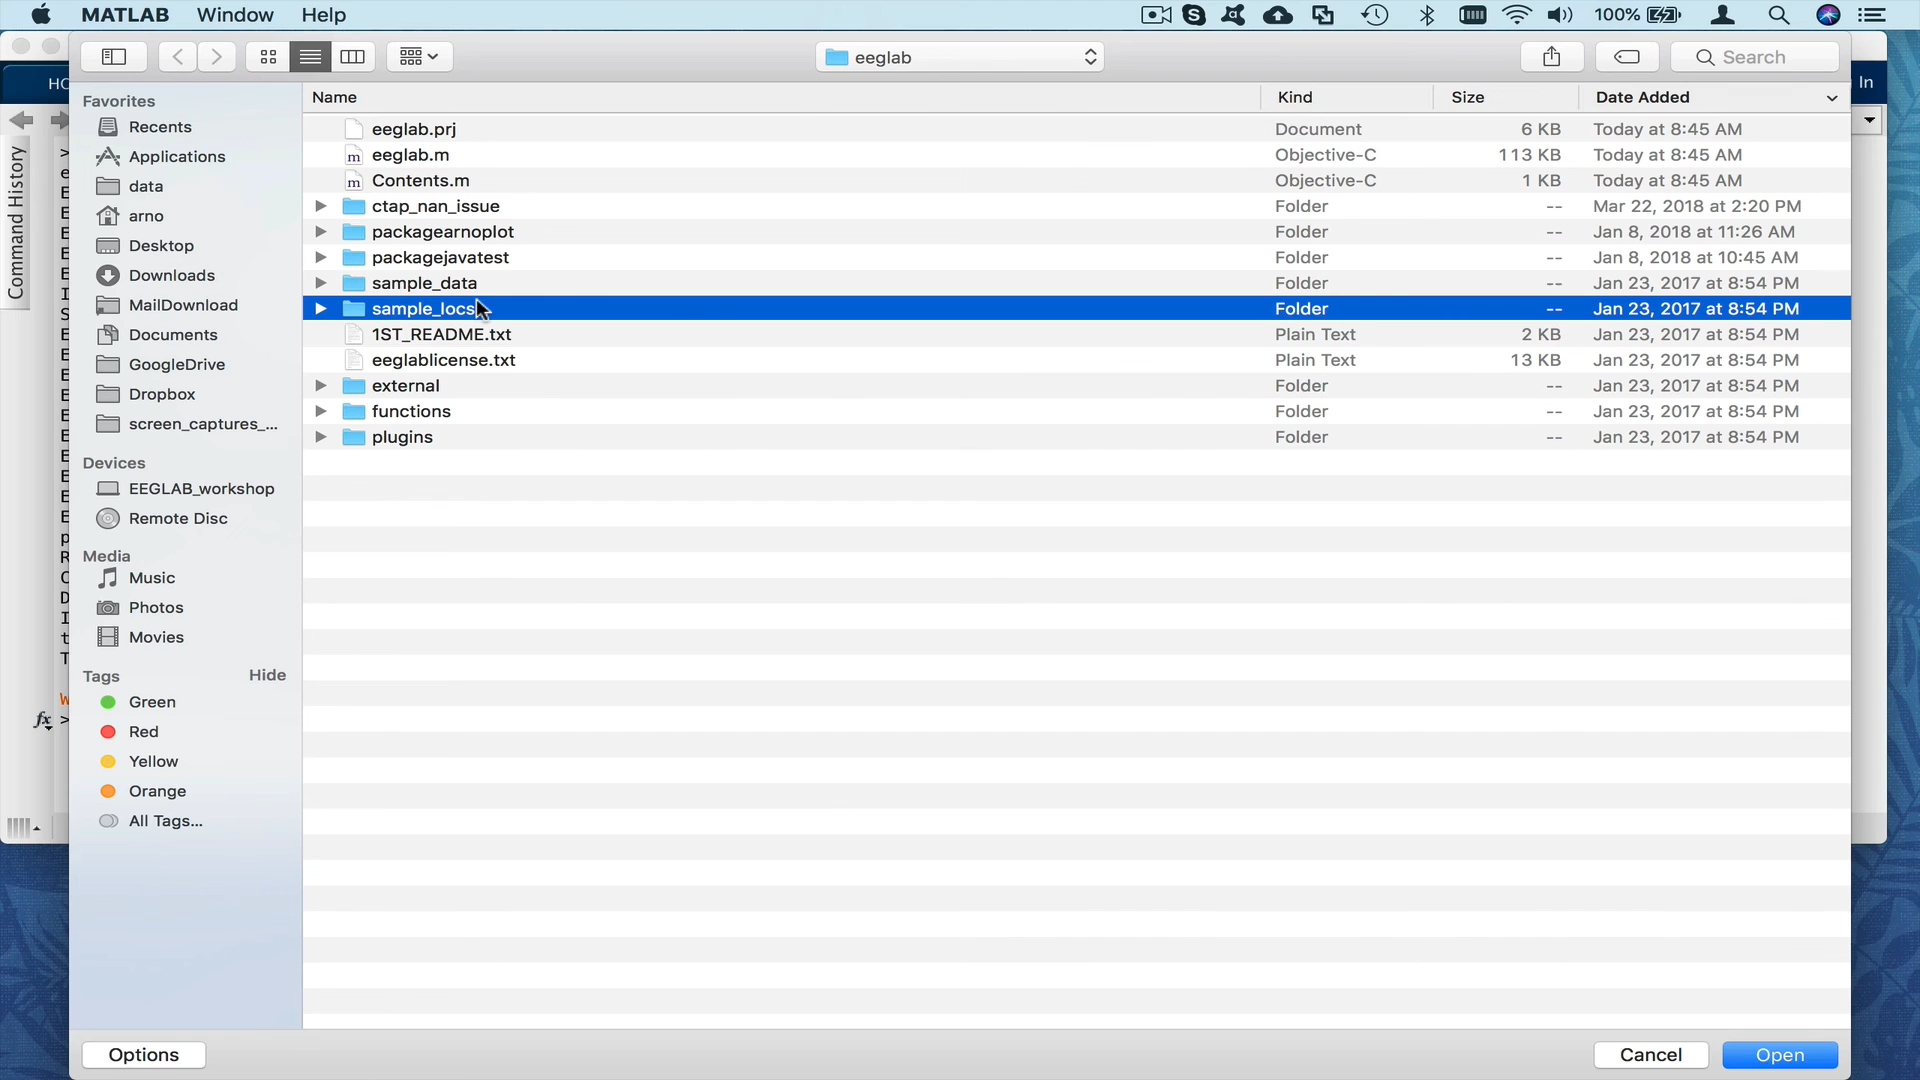 MATLAB Window Help 100%
eeglab Search
HO In
Favorites
Recents
Applications
data
arno
Desktop
Downloads
MailDownload
Documents
GoogleDrive
Dropbox
screen_captures_...
Devices
EEGLAB_workshop
Remote Disc
Media
Music
Photos
Movies
Tags Hide
Green
Red
Yellow
Orange
All Tags...
Name Kind Size Date Added
eeglab.prj Document 6 KB Today at 8:45 AM
m eeglab.m Objective-C 113 KB Today at 8:45 AM
m Contents.m Objective-C 1 KB Today at 8:45 AM
ctap_nan_issue Folder -- Mar 22, 2018 at 2:20 PM
packagearnoplot Folder -- Jan 8, 2018 at 11:26 AM
packagejavatest Folder -- Jan 8, 2018 at 10:45 AM
sample_data Folder -- Jan 23, 2017 at 8:54 PM
sample_locs Folder -- Jan 23, 2017 at 8:54 PM
1ST_README.txt Plain Text 2 KB Jan 23, 2017 at 8:54 PM
eeglablicense.txt Plain Text 13 KB Jan 23, 2017 at 8:54 PM
external Folder -- Jan 23, 2017 at 8:54 PM
functions Folder -- Jan 23, 2017 at 8:54 PM
plugins Folder -- Jan 23, 2017 at 8:54 PM
Command History
fx >
Options Cancel Open